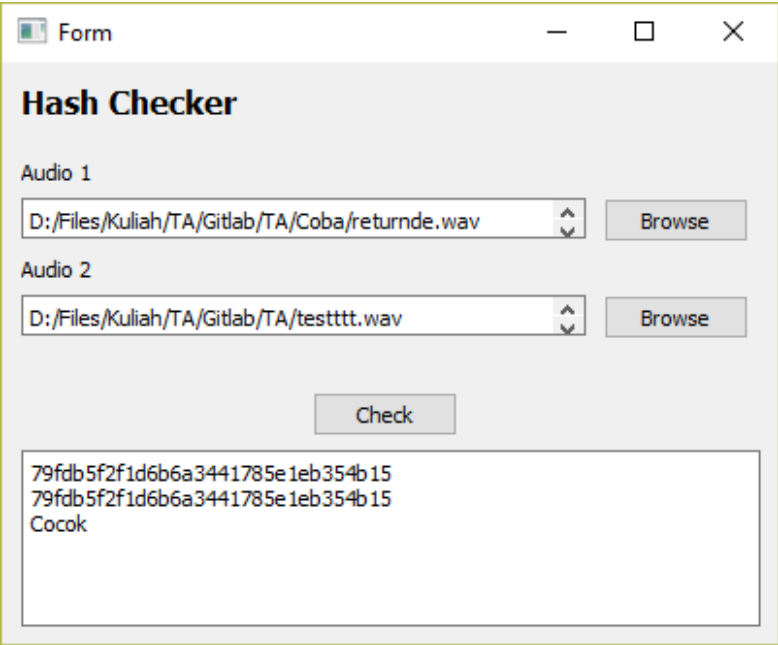 Form
Hash Checker
Audio 1
D:/Files/Kuliah/TA/Gitlab/TA/Coba/returnde.wav
Browse
Audio 2
D:/Files/Kuliah/TA/Gitlab/TA/testttt.wav
Browse
Check
79fdb5f2f1d6b6a3441785e1eb354b15
79fdb5f2f1d6b6a3441785e1eb354b15
Cocok